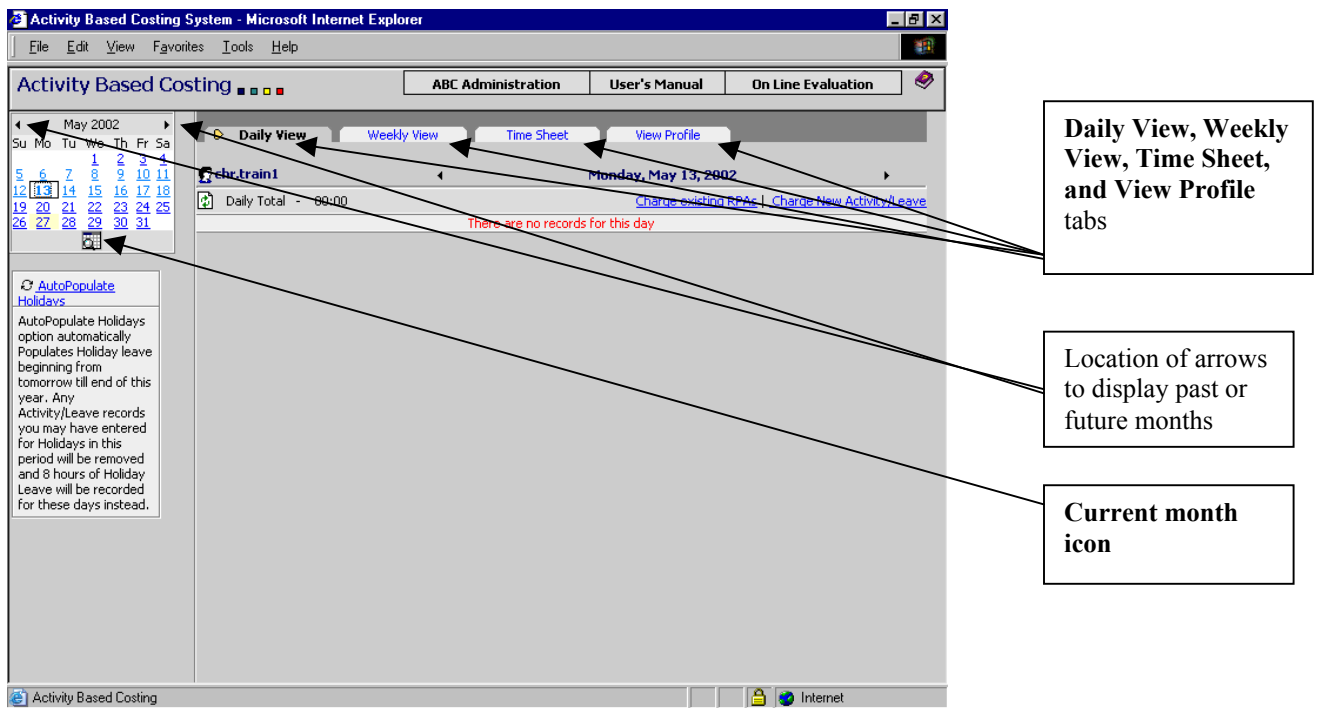 Activity Based Costing System - Microsoft Internet Explorer
File Edit View Favorites Tools Help
Activity Based Costing
ABC Administration User's Manual On Line Evaluation
May 2002
Su Mo Tu We Th Fr Sa
1 2 3 4
5 6 7 8 9 10 11
12 13 14 15 16 17 18
19 20 21 22 23 24 25
26 27 28 29 30 31
AutoPopulate
Holidays
AutoPopulate Holidays
option automatically
Populates Holiday leave
beginning from
tomorrow till end of this
year. Any
Activity/Leave records
you may have entered
for Holidays in this
period will be removed
and 8 hours of Holiday
Leave will be recorded
for these days instead.
Daily View Weekly View Time Sheet View Profile
chr.train1 Monday, May 13, 2002
Daily Total - 00:00 Charge existing RPAs | Charge New Activity/Leave
There are no records for this day
Daily View, Weekly
View, Time Sheet,
and View Profile
tabs
Location of arrows
to display past or
future months
Current month
icon
Activity Based Costing Internet